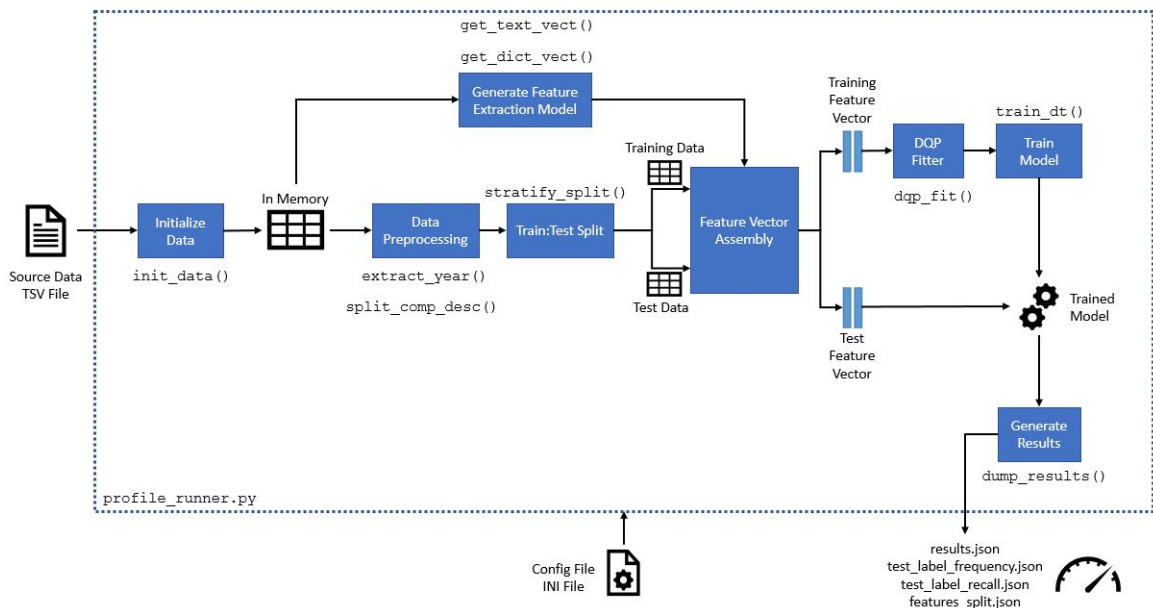 get_text_vect()
get_dict_vect()
Generate Feature
Extraction Model
Training
Feature
Vector
train_dt()
DQP
Fitter
Train
Model
dqp_fit()
Training Data
stratify_split()
In Memory
Initialize
Data
Data
Preprocessing
Train:Test Split
Feature Vector
Assembly
Source Data
TSV File
init_data()
extract_year()
split_comp_desc()
Test Data
Test
Feature
Vector
Trained
Model
Generate
Results
dump_results()
profile_runner.py
Config File
INI File
results.json
test_label_frequency.json
test_label_recall.json
features_split.json